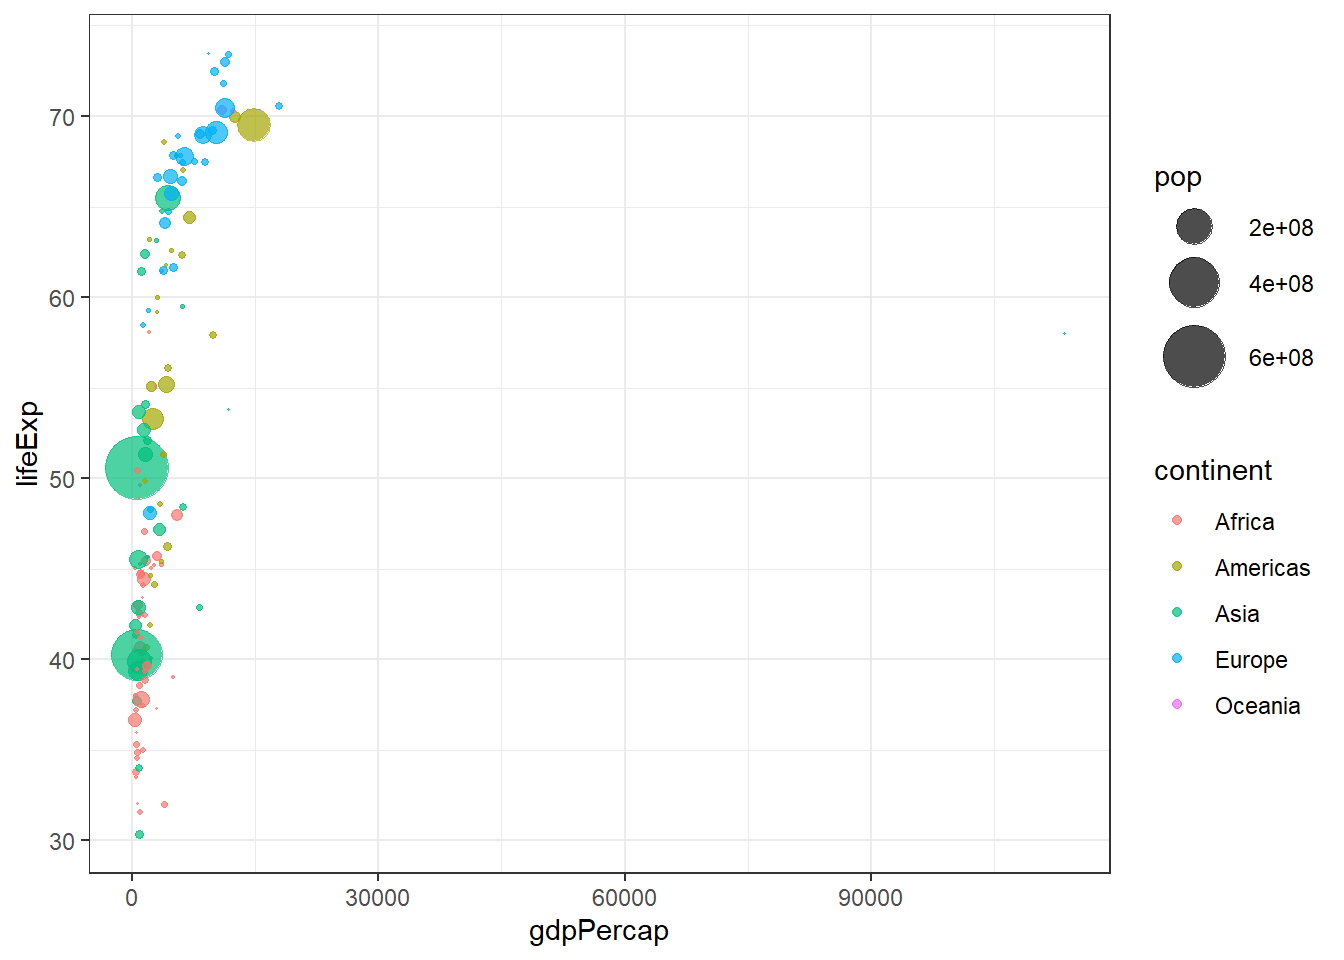 70
60
50
40
30
lifeExp
0
30000
60000
90000
gdpPercap
pop
2e+08
4e+08
6e+08
continent
Africa
Americas
Asia
Europe
Oceania